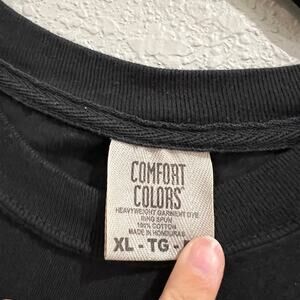 COMFORT
COLORS®
HEAVYWEIGHT GARMENT DYE
RING SPUN
100% COTTON
MADE IN HONDURAS
XL - TG -